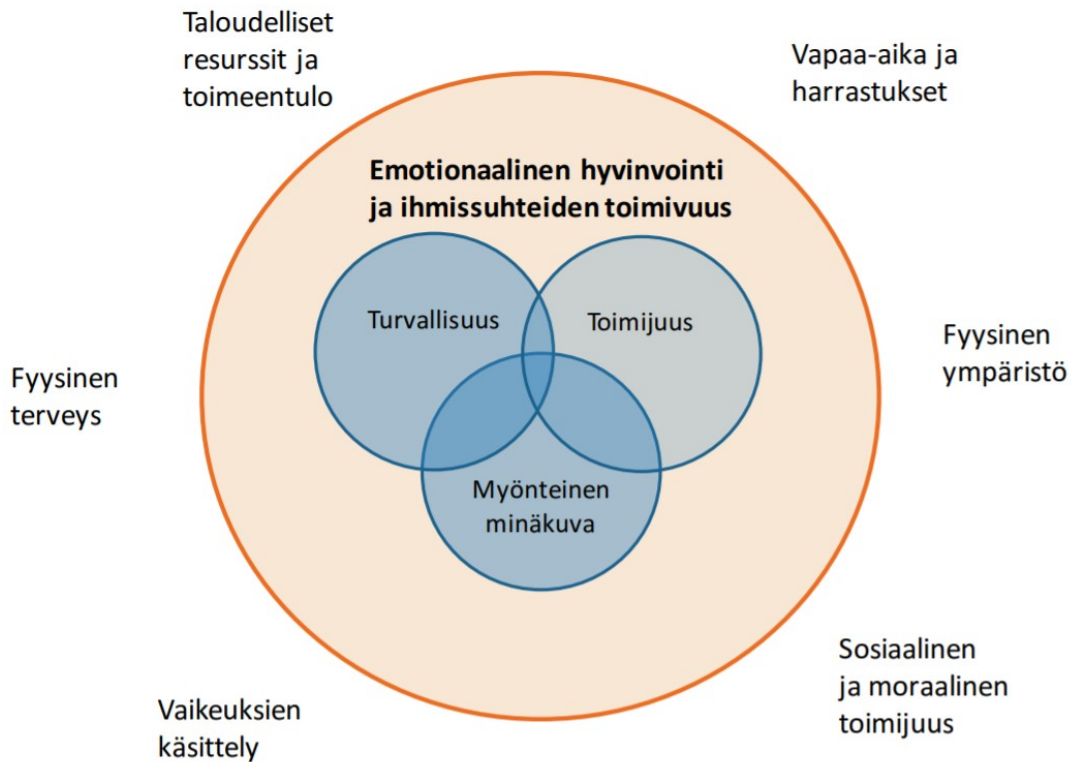 Taloudelliset
resurssit ja
toimeentulo
Vapaa-aika ja
harrastukset
Emotionaalinen hyvinvointi
ja ihmissuhteiden toimivuus
Turvallisuus
Toimijuus
Myönteinen
minäkuva
Fyysinen
terveys
Fyysinen
ympäristö
Vaikeuksien
käsittely
Sosiaalinen
ja moraalinen
toimijuus